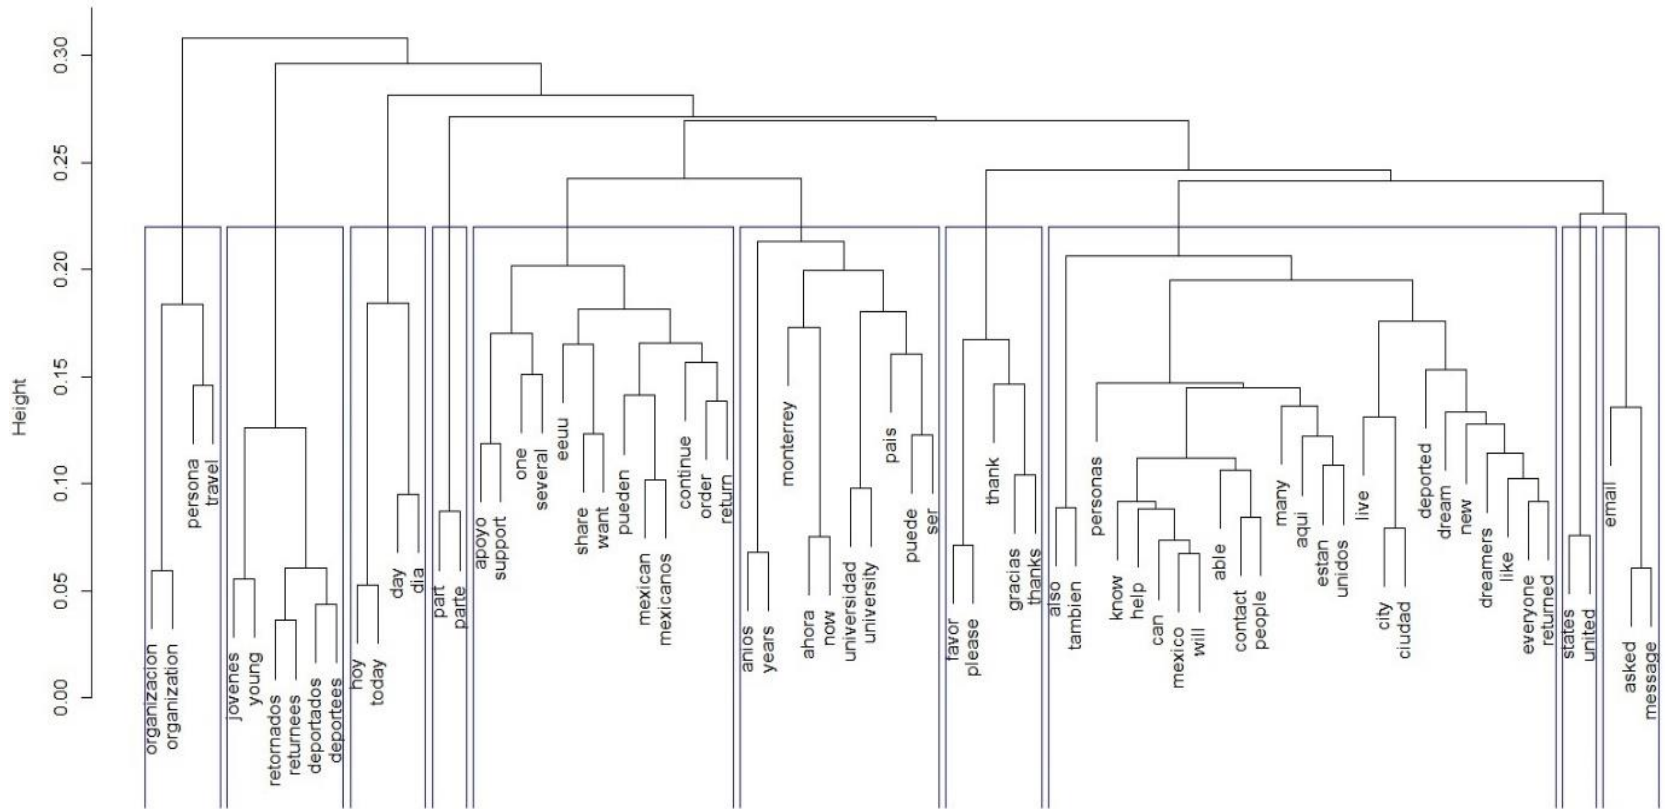 Height
0.30
0.25
0.20
0.15
0.10
0.05
0.00
organizacion
organization
persona
travel
jovenes
young
retornados
returnees
deportados
deportees
hoy
today
day
dia
part
parte
apoyo
support
one
several
eeuu
share
want
pueden
mexican
mexicanos
continue
order
return
anios
years
monterrey
ahora
now
universidad
university
pais
puede
ser
favor
please
thank
gracias
thanks
also
tambien
personas
know
help
can
mexico
will
able
contact
people
many
aqui
estan
unidos
live
city
ciudad
deported
dream
new
dreamers
like
everyone
returned
states
united
email
asked
message